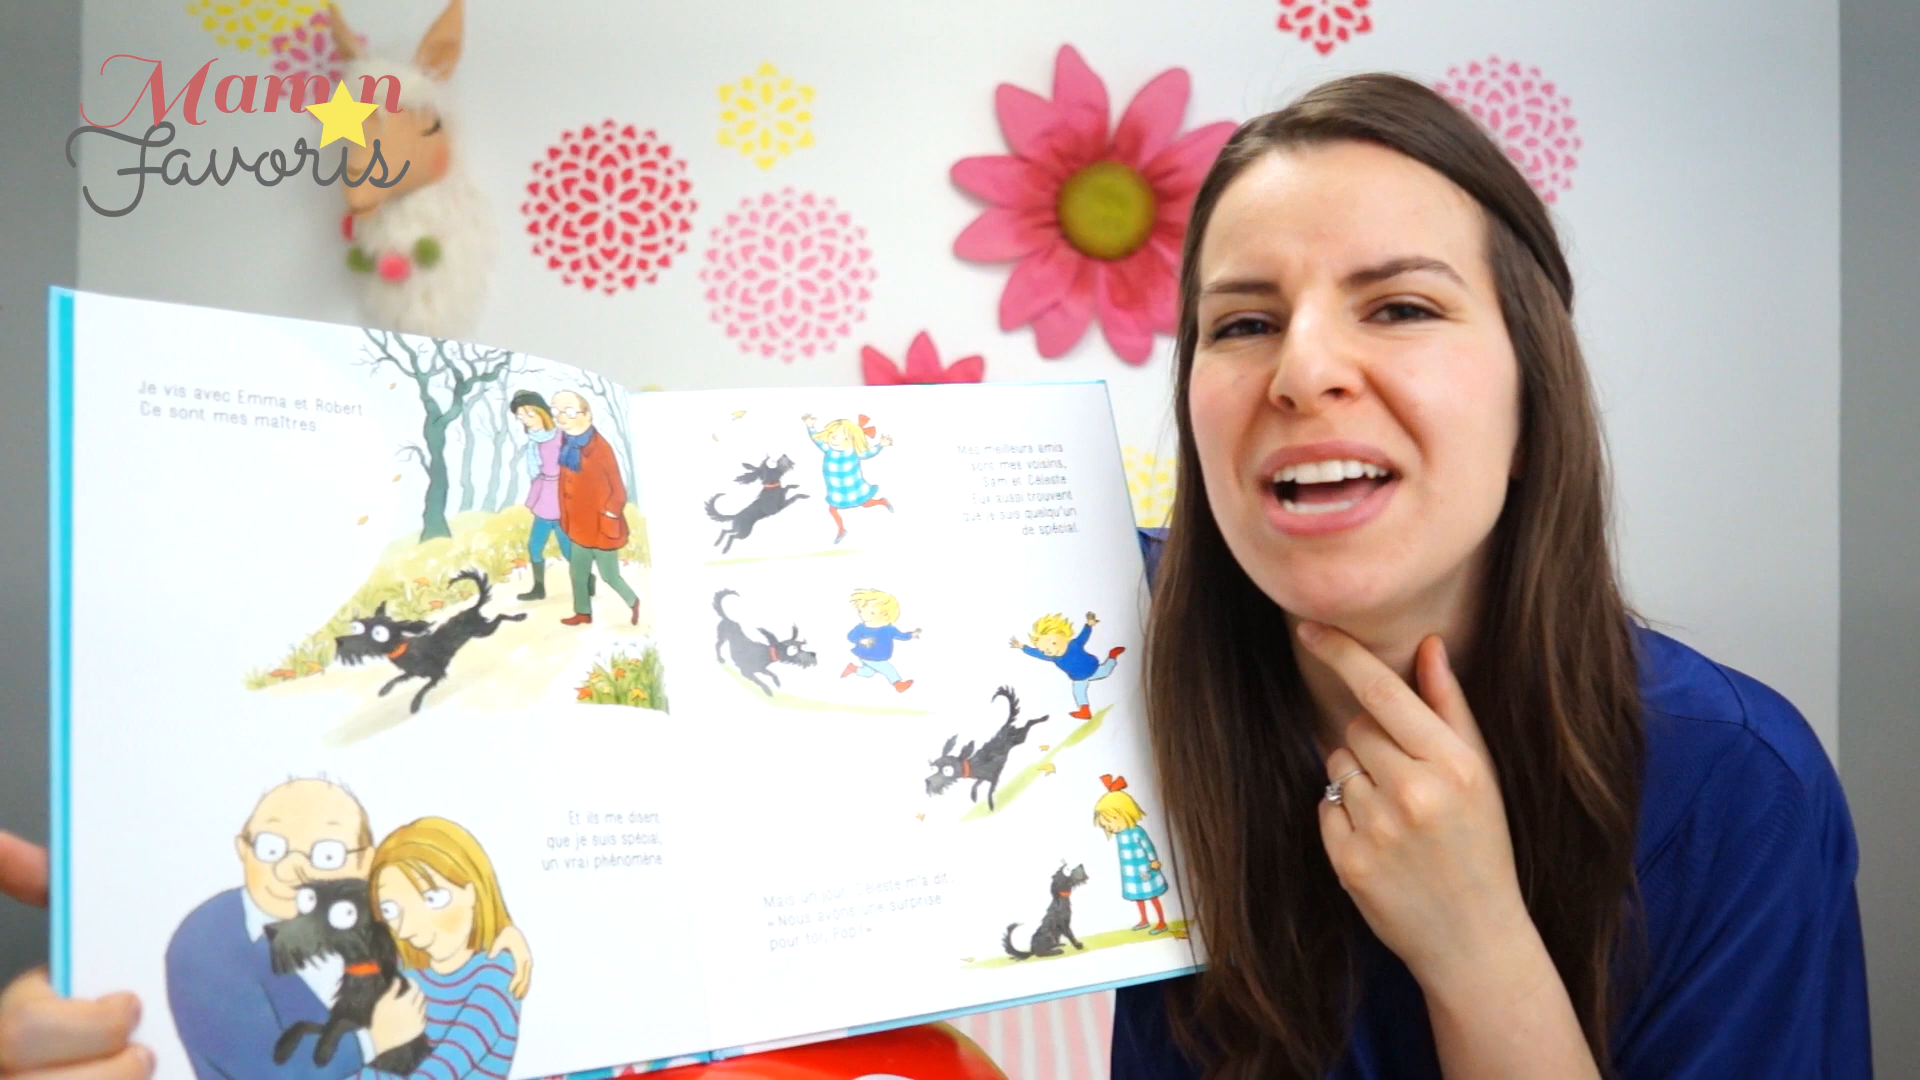 Mam n
Favoris
Je vis avec Emma et Robert.
Ce sont mes maîtres.
Et ils me disent
que je suis spécial,
un vrai phénomène
Mes meilleurs amis
sont mes voisins,
Sam et Céleste
Eux aussi trouvent
que je suis quelqu'un
de spécial.
Mais un jour, Céleste m'a dit,
« Nous avons une surprise
pour toi,